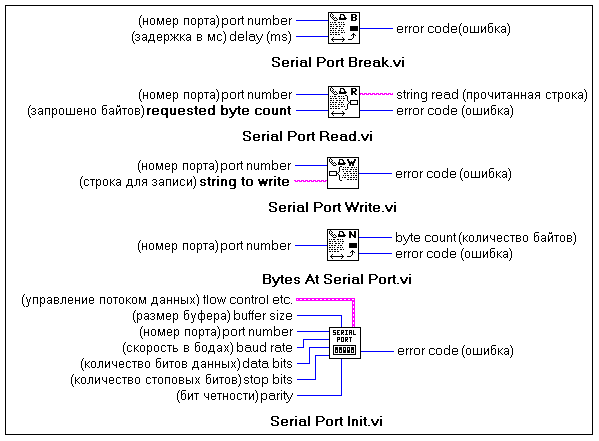 (номер порта) port number
(задержка в мс) delay (ms)
B
error code(ошибка)
Serial Port Break.vi
(номер порта) port number
(запрошено байтов) requested byte count
R
string read (прочитанная строка)
error code (ошибка)
Serial Port Read.vi
(номер порта) port number
(строка для записи) string to write
W
error code (ошибка)
Serial Port Write.vi
(номер порта) port number
N
byte count (количество байтов)
error code (ошибка)
Bytes At Serial Port.vi
(управление потоком данных) flow control etc.
(размер буфера) buffer size
(номер порта) port number
(скорость в бодах) baud rate
(количество битов данных) data bits
(количество стоповых битов) stop bits
(бит четности) parity
SERIAL
PORT
error code (ошибка)
Serial Port Init.vi